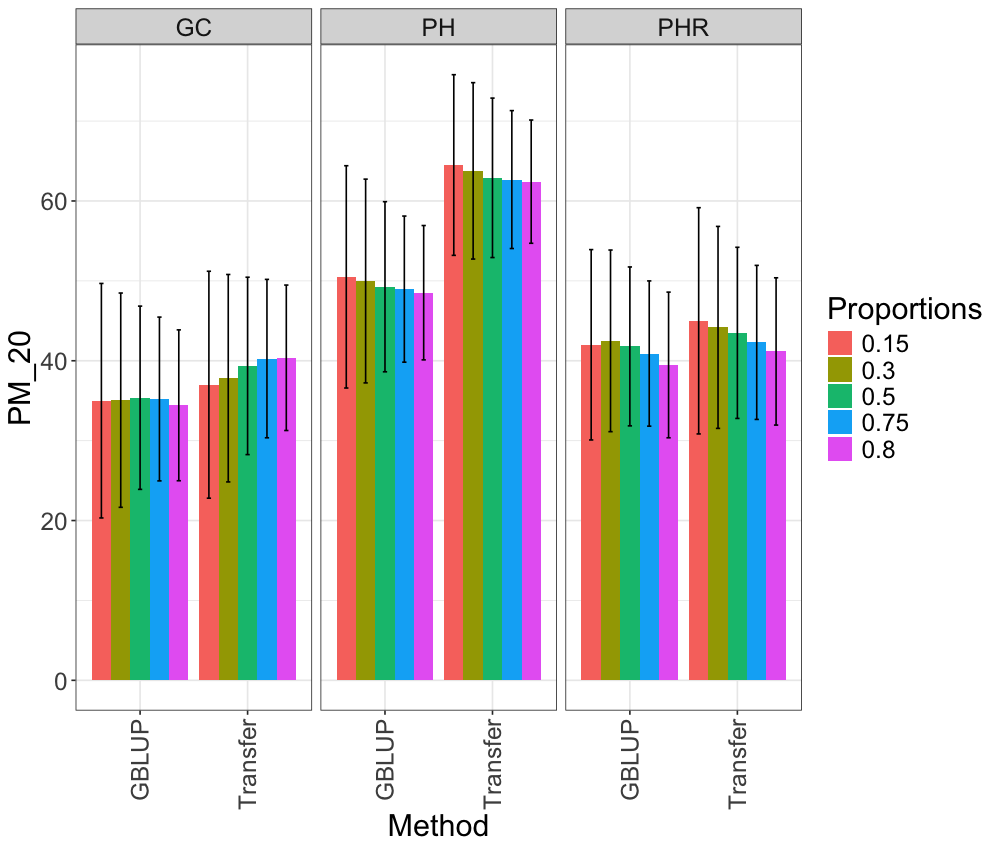 GC PH PHR
PM_20
60
40
20
0
GBLUP Transfer GBLUP Transfer GBLUP Transfer
Method
Proportions
0.15
0.3
0.5
0.75
0.8